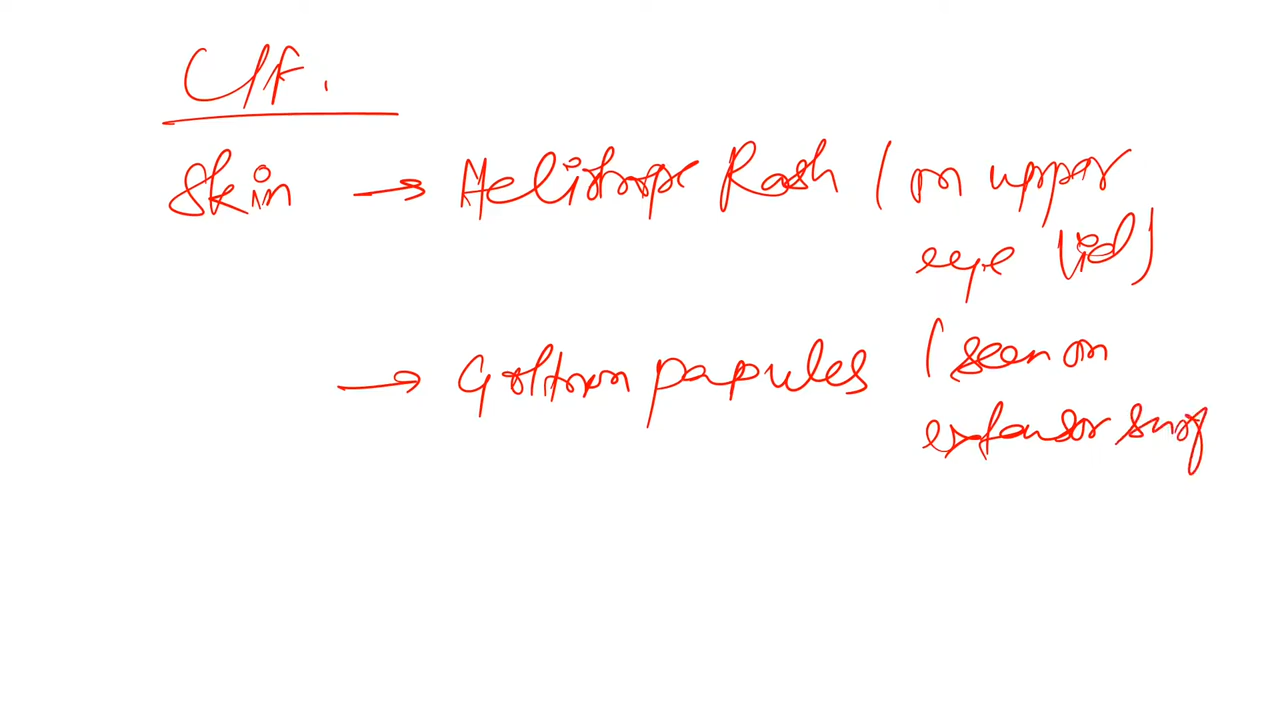 C/F.
Skin → Heliotrope Rash (on upper
eye lid)
→ Gottron papules (seen on
extensor surf